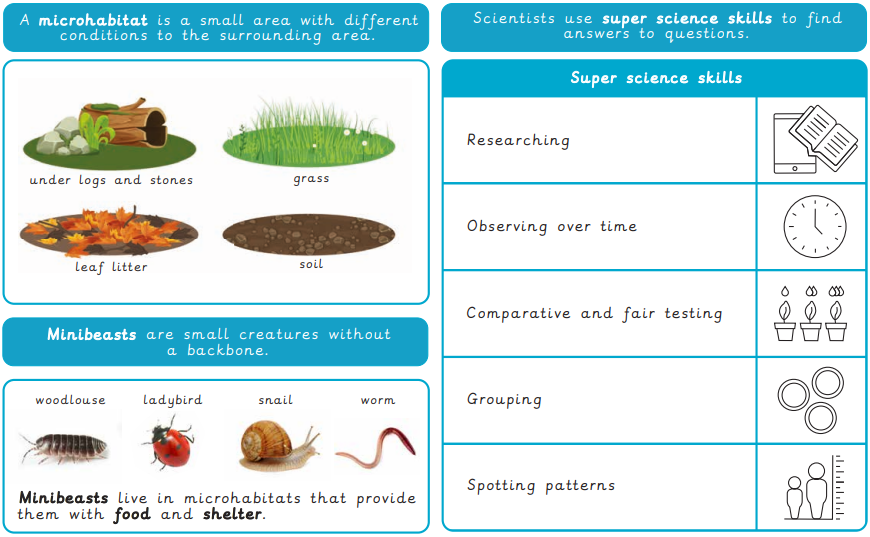 A microhabitat is a small area with different
conditions to the surrounding area.
under logs and stones
grass
leaf litter
soil
Minibeasts are small creatures without
a backbone.
woodlouse
ladybird
snail
worm
Minibeasts live in microhabitats that provide
them with food and shelter.
Scientists use super science skills to find
answers to questions.
Super science skills
Researching
Observing over time
Comparative and fair testing
Grouping
Spotting patterns